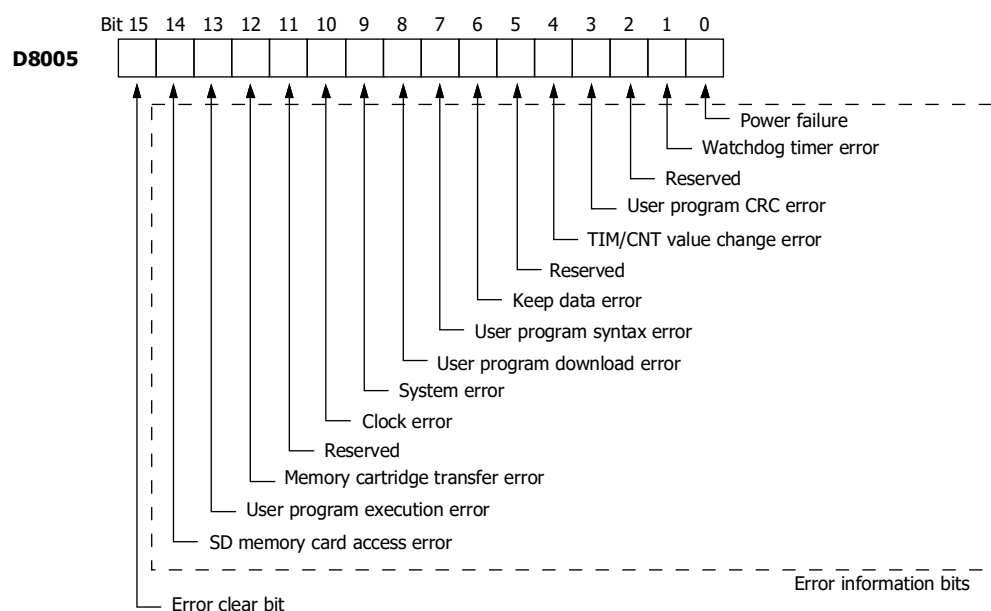 Bit 15 14 13 12 11 10 9 8 7 6 5 4 3 2 1 0
D8005
Power failure
Watchdog timer error
Reserved
User program CRC error
TIM/CNT value change error
Reserved
Keep data error
User program syntax error
User program download error
System error
Clock error
Reserved
Memory cartridge transfer error
User program execution error
SD memory card access error
Error information bits
Error clear bit